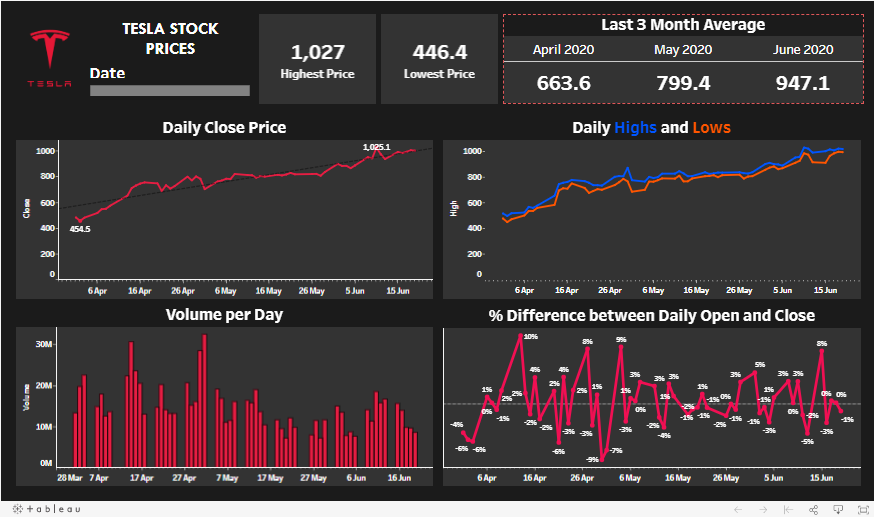 TESLA
TESLA STOCK
PRICES
Date
1,027
Highest Price
446.4
Lowest Price
Last 3 Month Average
April 2020 May 2020 June 2020
663.6 799.4 947.1
Daily Close Price
1000
800
600
400
200
0
Close
1,025.1
454.5
6 Apr 16 Apr 26 Apr 6 May 16 May 26 May 5 Jun 15 Jun
Daily Highs and Lows
1000
800
600
400
200
0
High
6 Apr 16 Apr 26 Apr 6 May 16 May 26 May 5 Jun 15 Jun
Volume per Day
30M
20M
10M
0M
Volume
28 Mar 7 Apr 17 Apr 27 Apr 7 May 17 May 27 May 6 Jun 16 Jun
% Difference between Daily Open and Close
-4%
-6%
-6%
1%
0%
-1%
2%
2%
10%
-2%
4%
-2%
2%
-6%
4%
-3%
2%
8%
-3%
1%
-9%
-7%
9%
-3%
1%
0%
3%
3%
-2%
-4%
1%
3%
-2%
-1%
1%
-1%
0%
-2%
-1%
3%
5%
-1%
-3%
1%
3%
0%
3%
-5%
-2%
8%
-3%
0%
0%
-1%
6 Apr 16 Apr 26 Apr 6 May 16 May 26 May 5 Jun 15 Jun
+ableau